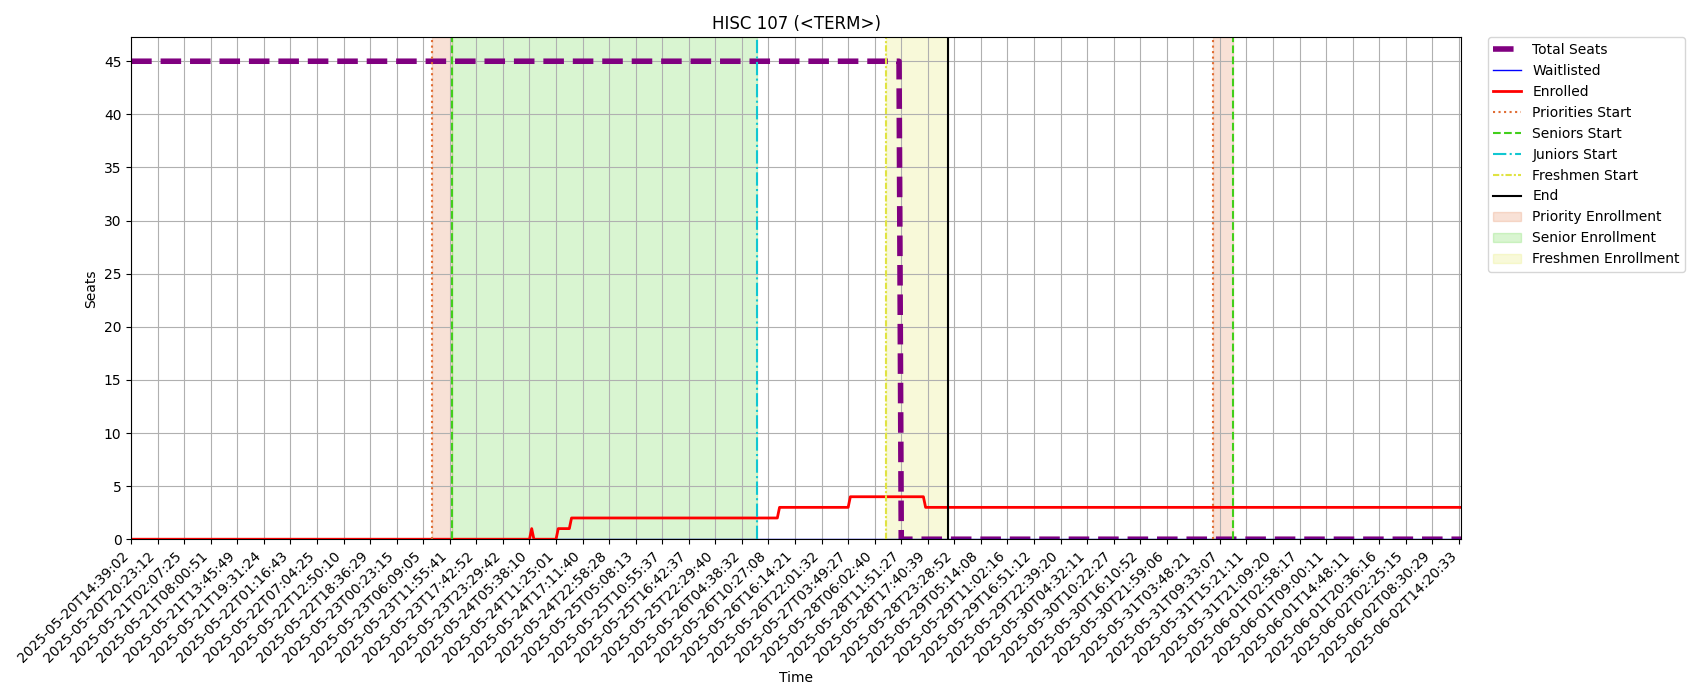 HISC 107 (<TERM>)
Total Seats
Waitlisted
Enrolled
Priorities Start
Seniors Start
Juniors Start
Freshmen Start
End
Priority Enrollment
Senior Enrollment
Freshmen Enrollment
Seats
45
40
35
30
25
20
15
10
5
0
2025-05-20T14:39:02
2025-05-20T20:23:12
2025-05-21T02:07:25
2025-05-21T08:00:51
2025-05-21T13:45:49
2025-05-21T19:31:24
2025-05-22T01:16:43
2025-05-22T07:04:25
2025-05-22T12:50:10
2025-05-22T18:36:29
2025-05-23T00:23:15
2025-05-23T06:09:05
2025-05-23T11:55:41
2025-05-23T17:42:52
2025-05-23T23:29:42
2025-05-24T05:38:10
2025-05-24T11:25:01
2025-05-24T17:11:40
2025-05-24T22:58:28
2025-05-25T05:08:13
2025-05-25T10:55:37
2025-05-25T16:42:37
2025-05-25T22:29:40
2025-05-26T04:38:32
2025-05-26T10:27:08
2025-05-26T16:14:21
2025-05-26T22:01:32
2025-05-27T03:49:27
2025-05-28T06:02:40
2025-05-28T11:51:27
2025-05-28T17:40:39
2025-05-28T23:28:52
2025-05-29T05:14:08
2025-05-29T11:02:16
2025-05-29T16:51:12
2025-05-29T22:39:20
2025-05-30T04:32:11
2025-05-30T10:22:27
2025-05-30T16:10:52
2025-05-30T21:59:06
2025-05-31T03:48:21
2025-05-31T09:33:07
2025-05-31T15:21:11
2025-05-31T21:09:20
2025-06-01T02:58:17
2025-06-01T09:00:11
2025-06-01T14:48:11
2025-06-01T20:36:16
2025-06-02T02:25:15
2025-06-02T08:30:29
2025-06-02T14:20:33
Time